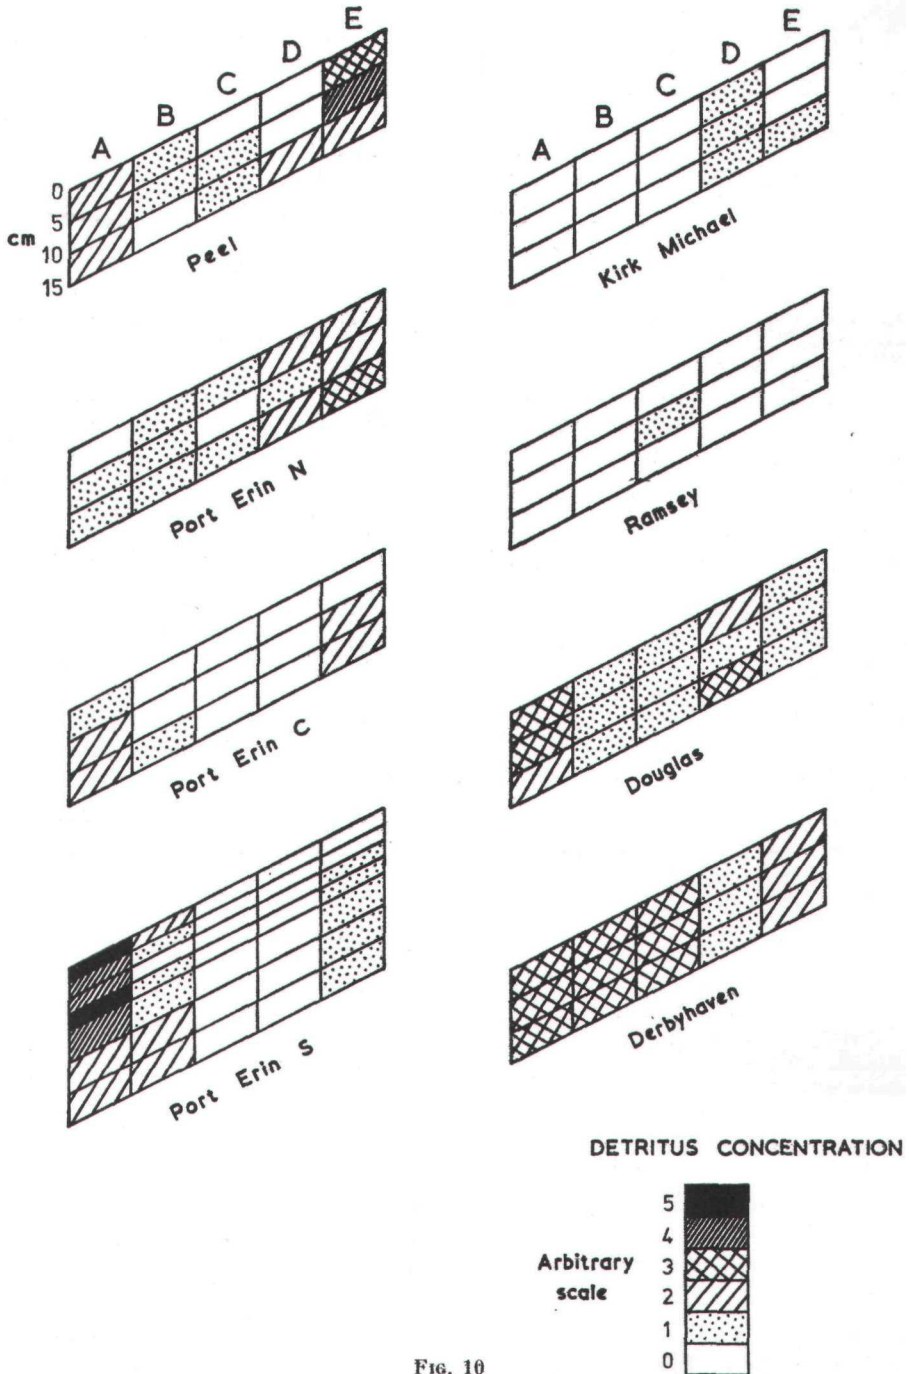 A B C D E
0
5
cm 10
15
Peel
A B C D E
Kirk Michael
Port Erin N
Ramsey
Port Erin C
Douglas
Port Erin S
Derbyhaven
DETRITUS CONCENTRATION
Arbitrary scale
5
4
3
2
1
0
FIG. 10